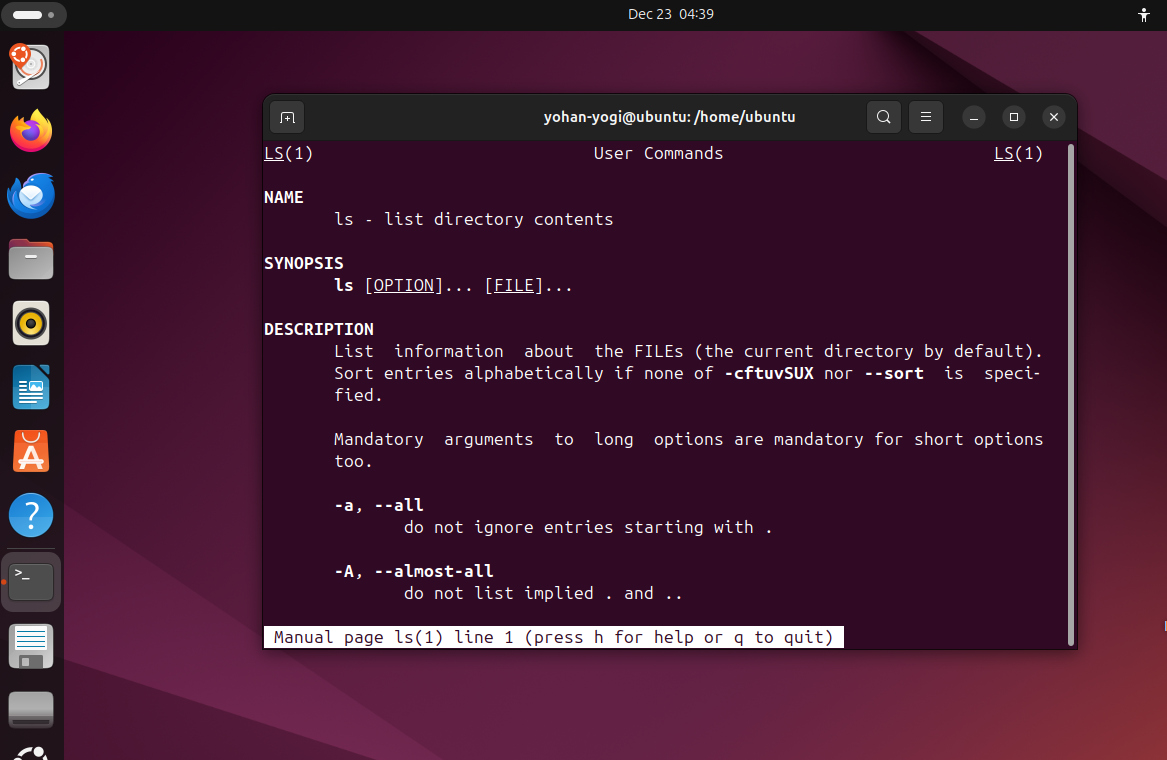 Dec 23 04:39
yohan-yogi@ubuntu: /home/ubuntu
LS(1) User Commands LS(1)
NAME
ls - list directory contents
SYNOPSIS
ls [OPTION]... [FILE]...
DESCRIPTION
List information about the FILEs (the current directory by default).
Sort entries alphabetically if none of -cftuvSUX nor --sort is speci-
fied.
Mandatory arguments to long options are mandatory for short options
too.
-a, --all
do not ignore entries starting with .
-A, --almost-all
do not list implied . and ..
Manual page ls(1) line 1 (press h for help or q to quit)